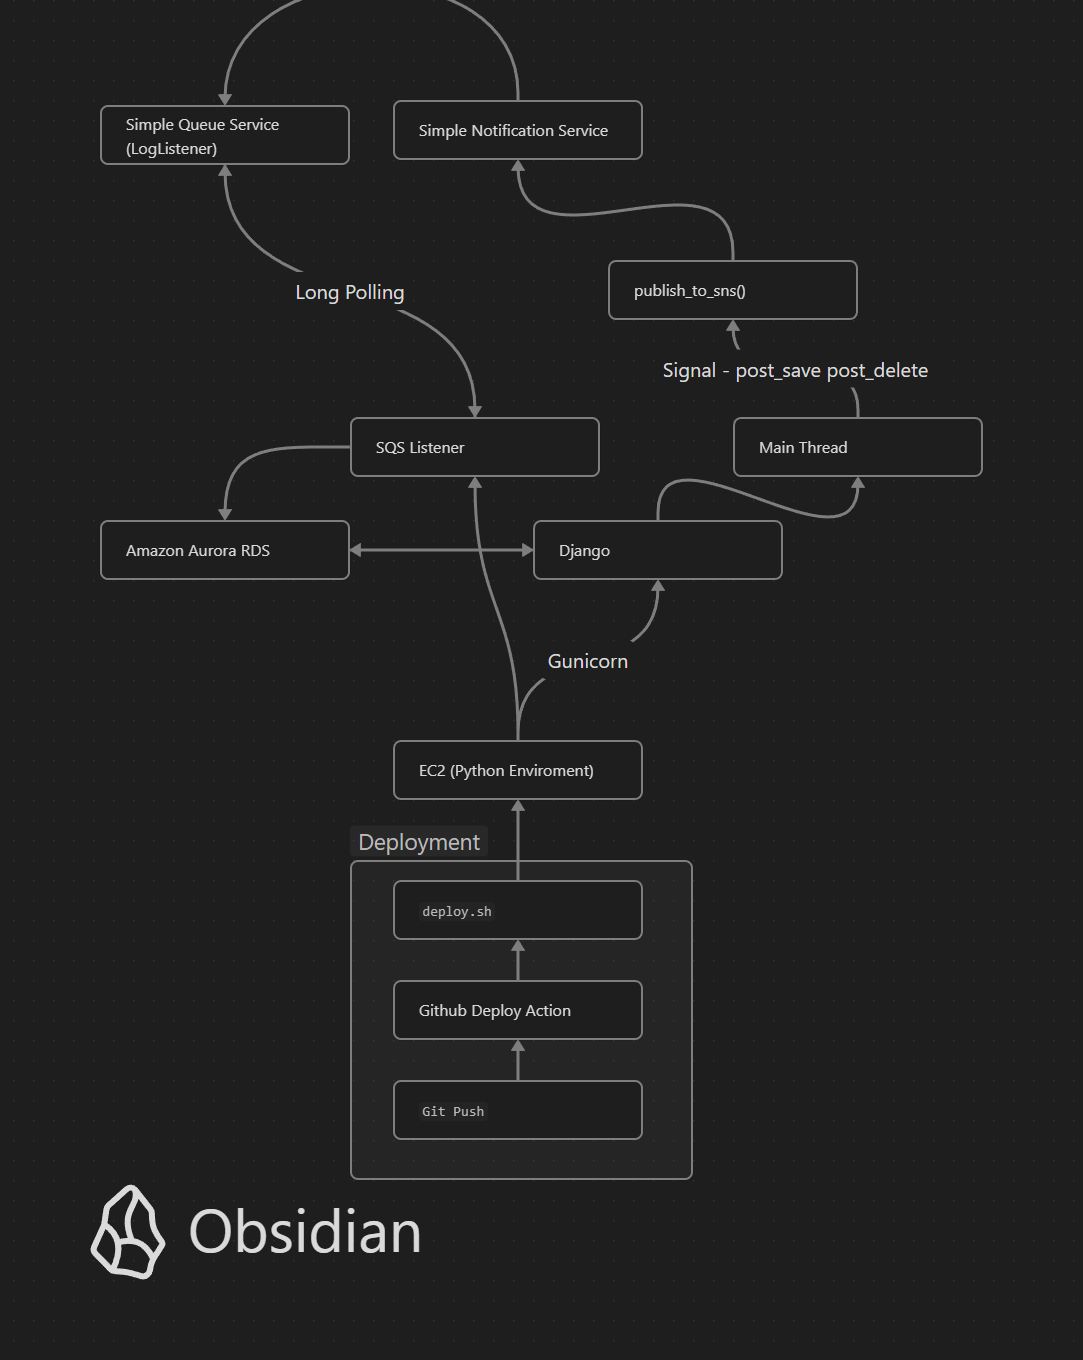 Simple Queue Service
(LogListener)
Simple Notification Service
Long Polling
publish_to_sns()
Signal - post_save post_delete
SQS Listener
Main Thread
Amazon Aurora RDS
Django
Gunicorn
EC2 (Python Enviroment)
Deployment
deploy.sh
Github Deploy Action
Git Push
Obsidian